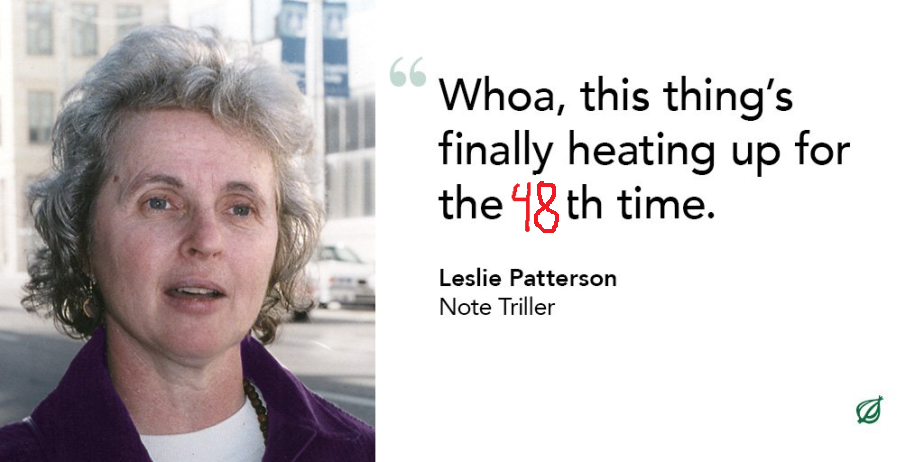 “
Whoa, this thing’s
finally heating up for
the 48th time.
Leslie Patterson
Note Triller